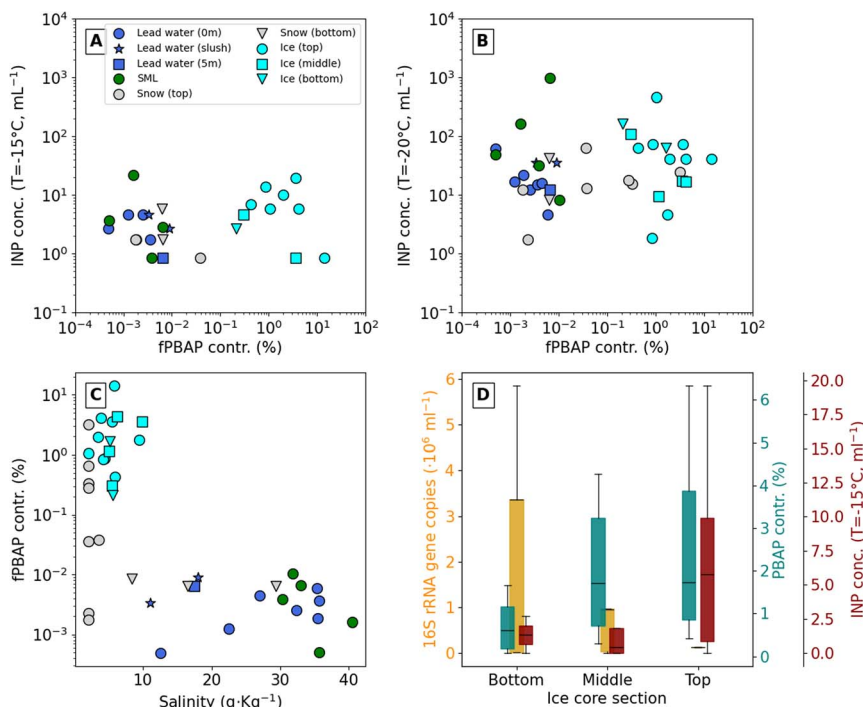 A
Lead water (0m)
Lead water (slush)
Lead water (5m)
SML
Snow (top)
Snow (bottom)
Ice (top)
Ice (middle)
Ice (bottom)
INP conc. (T=-15°C, mL⁻¹)
10⁴
10³
10²
10¹
10⁰
10⁻¹
10⁻⁴ 10⁻³ 10⁻² 10⁻¹ 10⁰ 10¹ 10²
fPBAP contr. (%)
B
INP conc. (T=-20°C, mL⁻¹)
10⁴
10³
10²
10¹
10⁰
10⁻¹
10⁻⁴ 10⁻³ 10⁻² 10⁻¹ 10⁰ 10¹ 10²
fPBAP contr. (%)
C
fPBAP contr. (%)
10¹
10⁰
10⁻¹
10⁻²
10⁻³
10 20 30 40
Salinity (g·Kg⁻¹)
D
16S rRNA gene copies (·10⁶ ml⁻¹)
6
5
4
3
2
1
0
Bottom Middle Top
Ice core section
6
5
4
3
2
1
0
PBAP contr. (%)
20.0
17.5
15.0
12.5
10.0
7.5
5.0
2.5
0.0
INP conc. (T=-15°C, ml⁻¹)